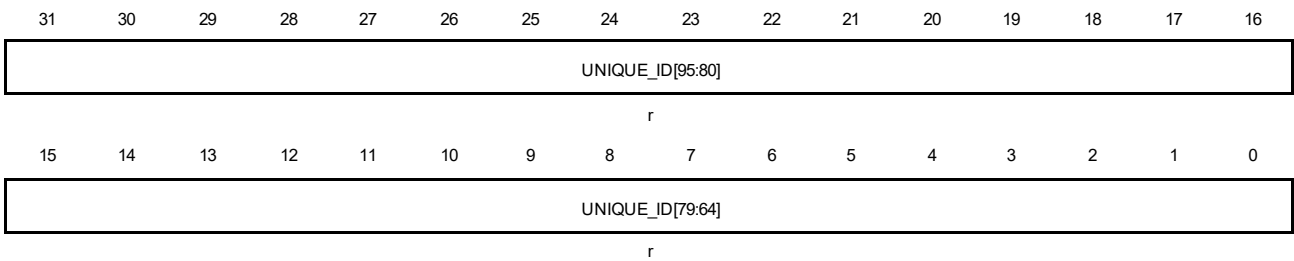 31 30 29 28 27 26 25 24 23 22 21 20 19 18 17 16
UNIQUE_ID[95:80]
r
15 14 13 12 11 10 9 8 7 6 5 4 3 2 1 0
UNIQUE_ID[79:64]
r